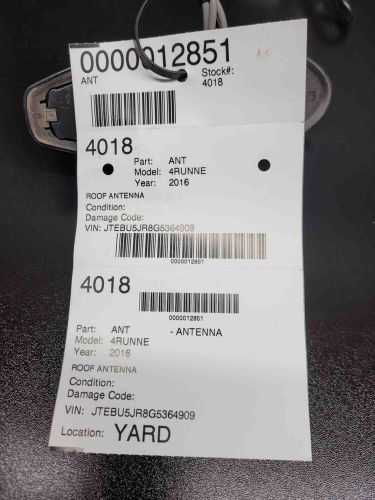 0000012851
ANT
Stock#:
4018
4018
Part: ANT
Model: 4RUNNE
Year: 2016
ROOF ANTENNA
Condition:
Damage Code:
VIN: JTEBU5JR8G5364909
0000012851
4018
0000012851
Part: ANT - ANTENNA
Model: 4RUNNE
Year: 2016
ROOF ANTENNA
Condition:
Damage Code:
VIN: JTEBU5JR8G5364909
Location: YARD